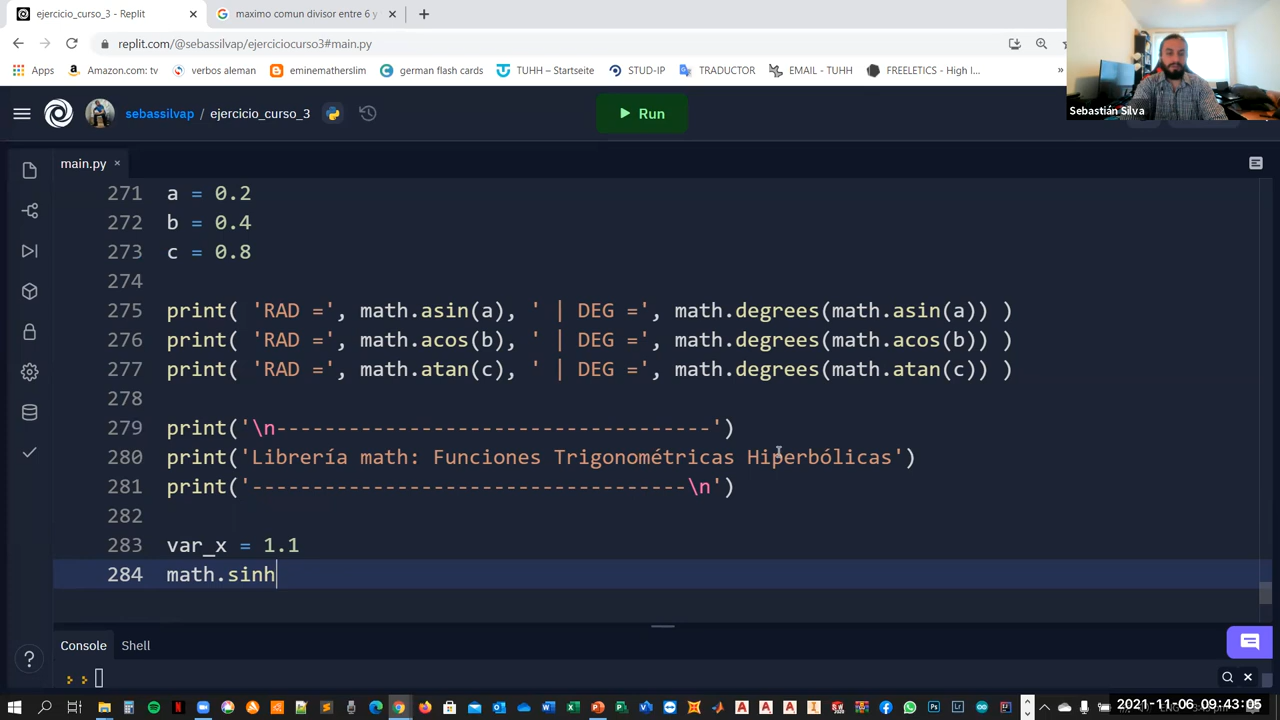 ejercicio_curso_3 - Replit
maximo comun divisor entre 6 y
replit.com/@sebassilvap/ejerciciocurso3#main.py
Apps
Amazon.com: tv
verbos aleman
eminematherslim
german flash cards
TUHH – Startseite
STUD-IP
TRADUCTOR
EMAIL - TUHH
FREELETICS - High I...
»
Sebastián Silva
sebassilvap / ejercicio_curso_3
Run
main.py
271 a = 0.2
272 b = 0.4
273 c = 0.8
274
275 print( 'RAD =', math.asin(a), ' | DEG =', math.degrees(math.asin(a)) )
276 print( 'RAD =', math.acos(b), ' | DEG =', math.degrees(math.acos(b)) )
277 print( 'RAD =', math.atan(c), ' | DEG =', math.degrees(math.atan(c)) )
278
279 print('\n------------------------------------')
280 print('Librería math: Funciones Trigonométricas Hiperbólicas')
281 print('------------------------------------\n')
282
283 var_x = 1.1
284 math.sinh
Console
Shell
2021-11-06 09:43:05